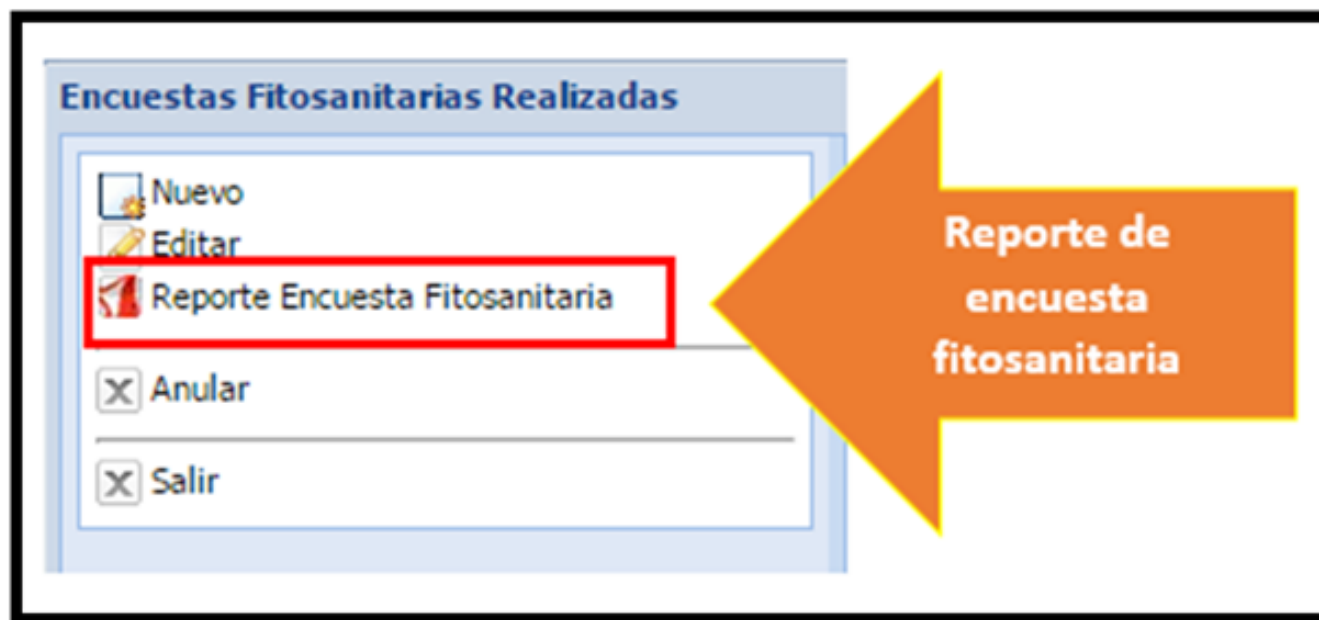 Encuestas Fitosanitarias Realizadas
Nuevo
Editar
Reporte Encuesta Fitosanitaria
Anular
Salir
Reporte de
encuesta
fitosanitaria